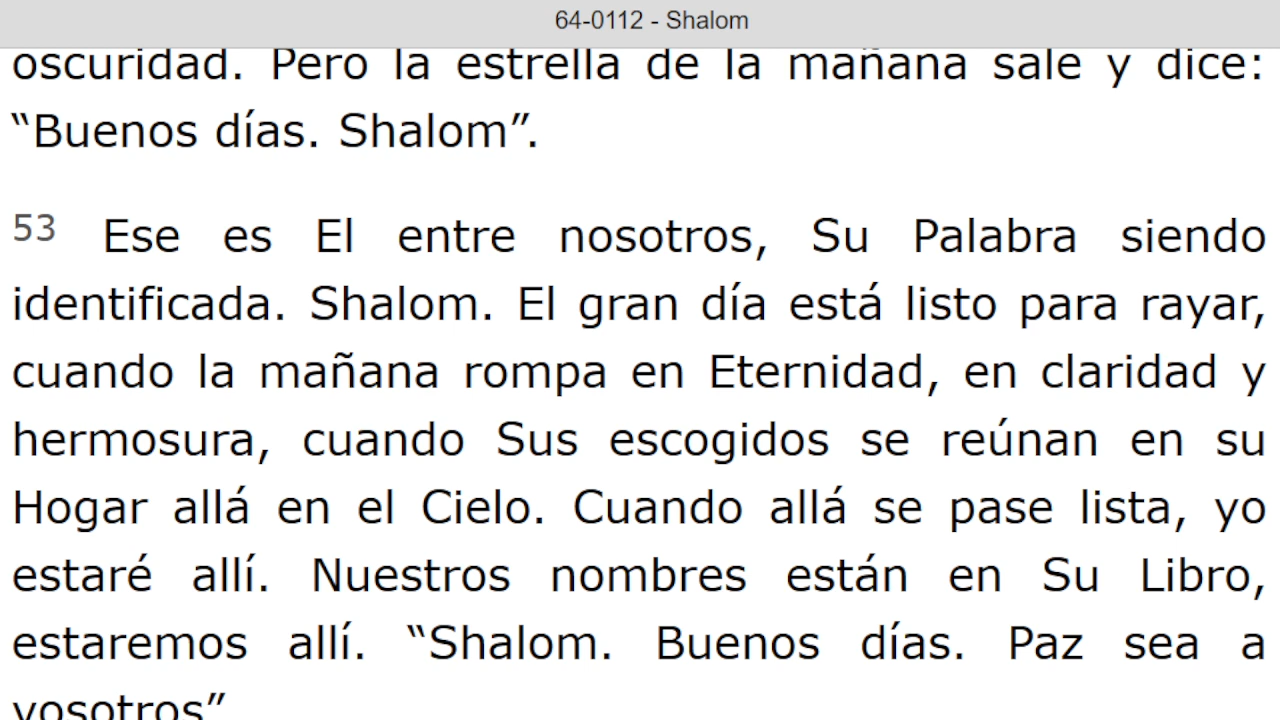 64-0112 - Shalom
oscuridad. Pero la estrella de la mañana sale y dice:
“Buenos días. Shalom”.
53 Ese es El entre nosotros, Su Palabra siendo
identificada. Shalom. El gran día está listo para rayar,
cuando la mañana rompa en Eternidad, en claridad y
hermosura, cuando Sus escogidos se reúnan en su
Hogar allá en el Cielo. Cuando allá se pase lista, yo
estaré allí. Nuestros nombres están en Su Libro,
estaremos allí. “Shalom. Buenos días. Paz sea a
vosotros”